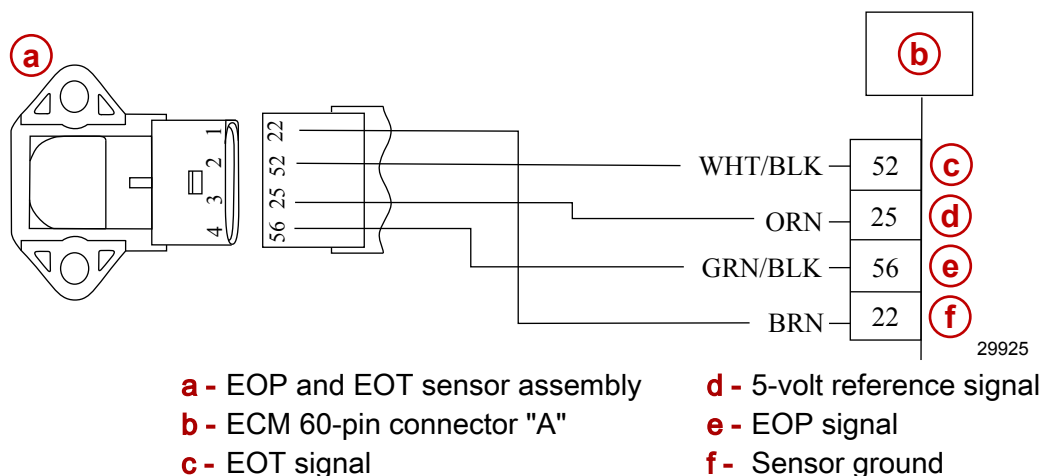 a
b
1
2
3
4
22
52
25
56
WHT/BLK 52 c
ORN 25 d
GRN/BLK 56 e
BRN 22 f
29925
a - EOP and EOT sensor assembly
b - ECM 60-pin connector "A"
c - EOT signal
d - 5-volt reference signal
e - EOP signal
f - Sensor ground